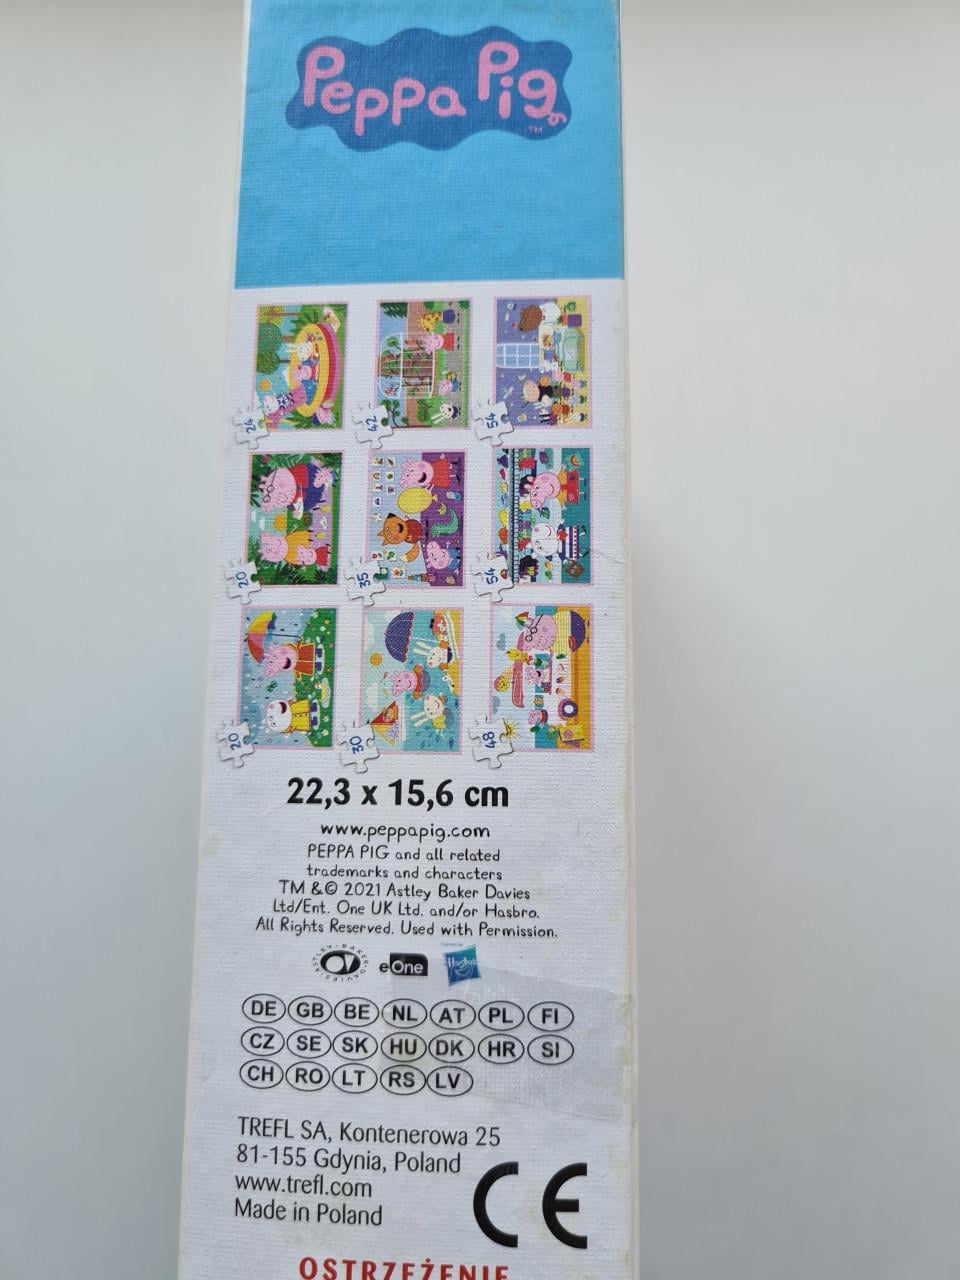 Peppa Pig
TM
24
42
54
20
35
54
20
30
48
22,3 x 15,6 cm
www.peppapig.com
PEPPA PIG and all related
trademarks and characters
TM & © 2021 Astley Baker Davies
Ltd/Ent. One UK Ltd. and/or Hasbro.
All Rights Reserved. Used with Permission.
ASTLEY·BAKER·DAVIES
eOne
Hasbro
DE GB BE NL AT PL FI
CZ SE SK HU DK HR SI
CH RO LT RS LV
TREFL SA, Kontenerowa 25
81-155 Gdynia, Poland
www.trefl.com
Made in Poland
CE
OSTRZEŻENIE